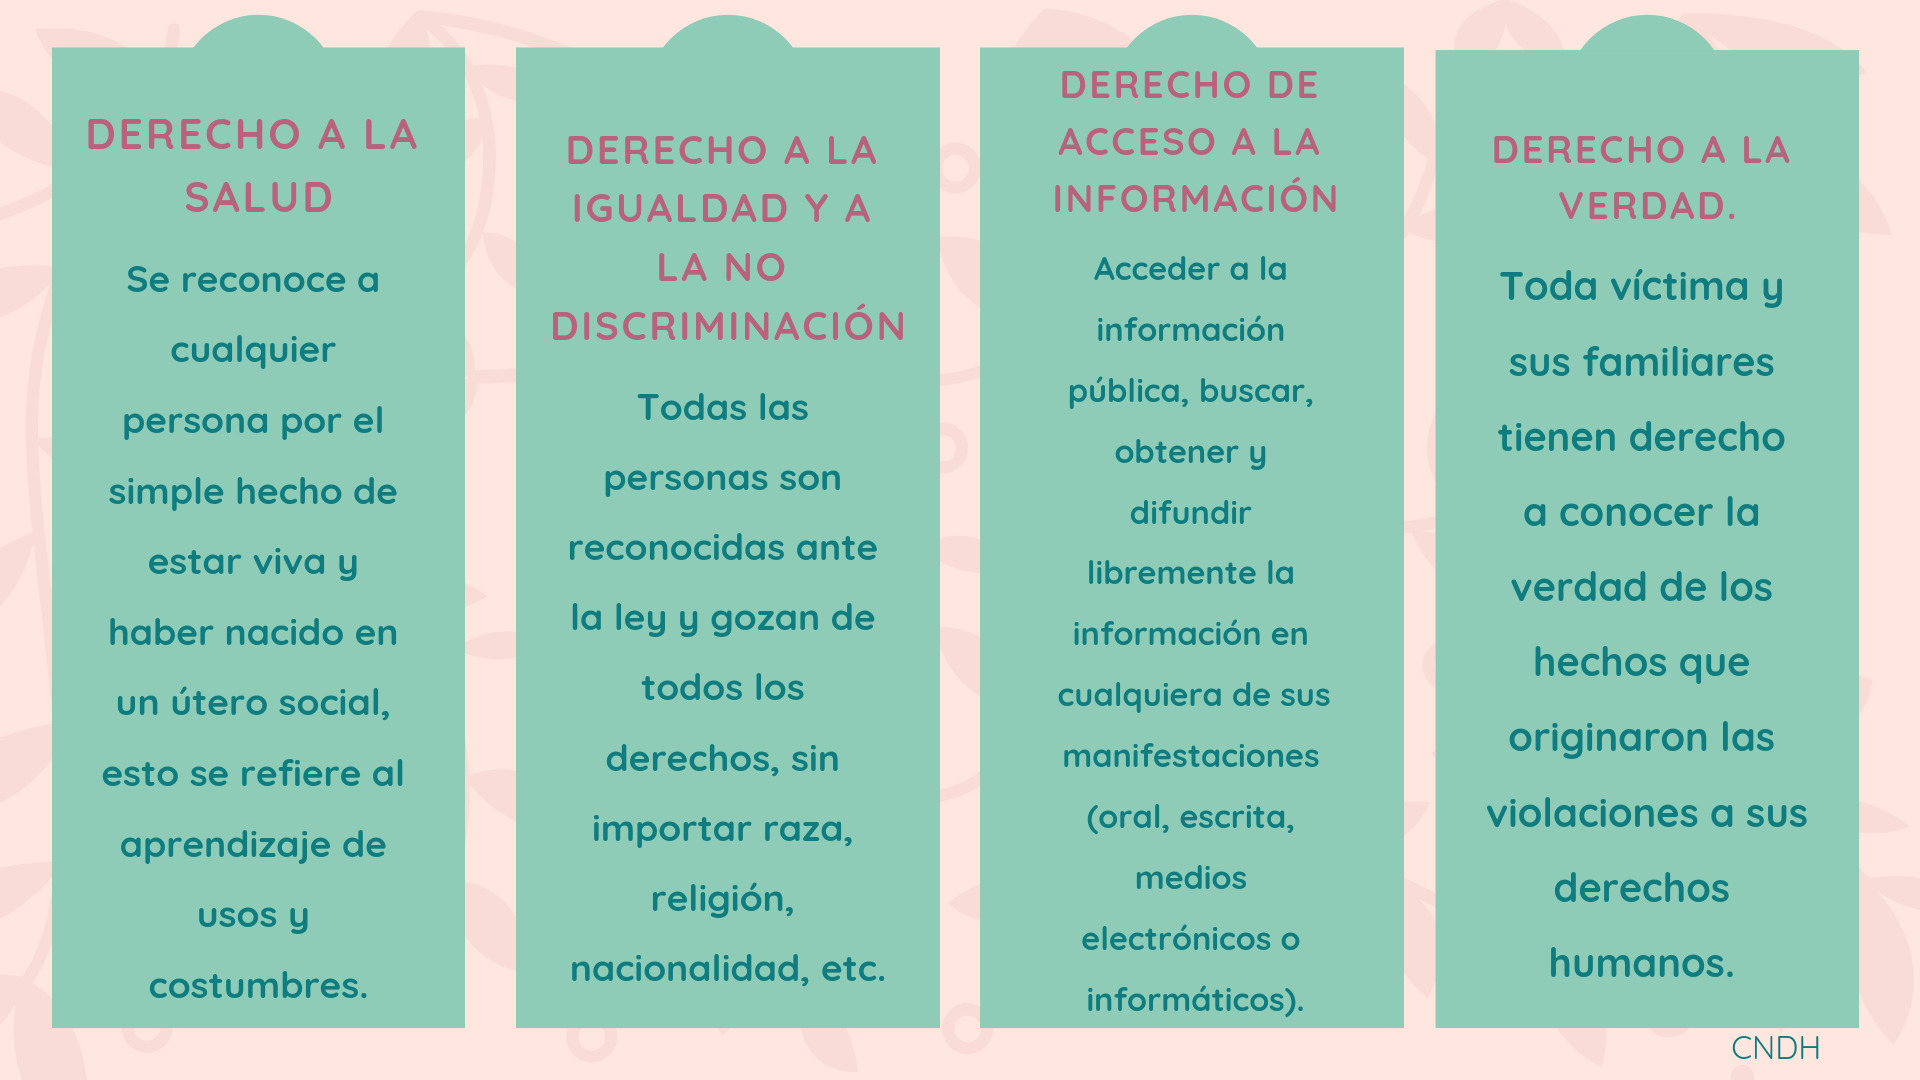 DERECHO A LA
SALUD
Se reconoce a
cualquier
persona por el
simple hecho de
estar viva y
haber nacido en
un útero social,
esto se refiere al
aprendizaje de
usos y
costumbres.
DERECHO A LA
IGUALDAD Y A
LA NO
DISCRIMINACIÓN
Todas las
personas son
reconocidas ante
la ley y gozan de
todos los
derechos, sin
importar raza,
religión,
nacionalidad, etc.
DERECHO DE
ACCESO A LA
INFORMACIÓN
Acceder a la
información
pública, buscar,
obtener y
difundir
libremente la
información en
cualquiera de sus
manifestaciones
(oral, escrita,
medios
electrónicos o
informáticos).
DERECHO A LA
VERDAD.
Toda víctima y
sus familiares
tienen derecho
a conocer la
verdad de los
hechos que
originaron las
violaciones a sus
derechos
humanos.
CNDH